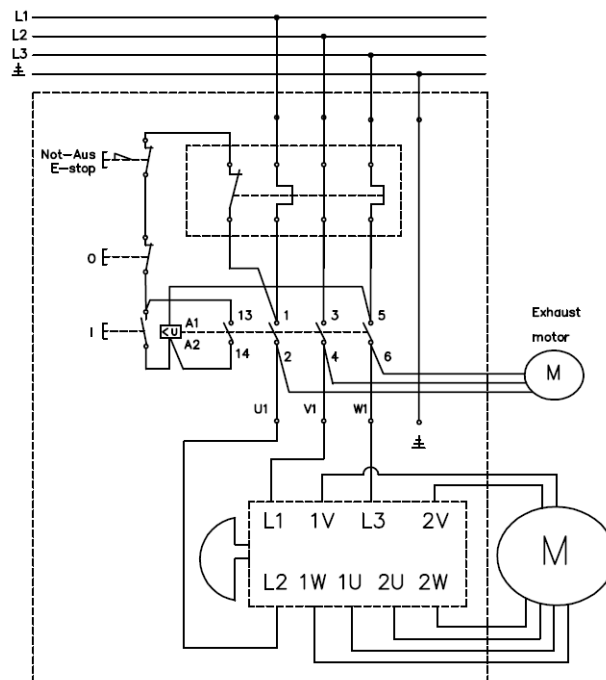 L1
L2
L3
Not-Aus
E-stop
O
I
<U
A1
A2
13
14
1
3
5
2
4
6
Exhaust
motor
M
U1
V1
W1
L1 1V L3 2V
L2 1W 1U 2U 2W
M